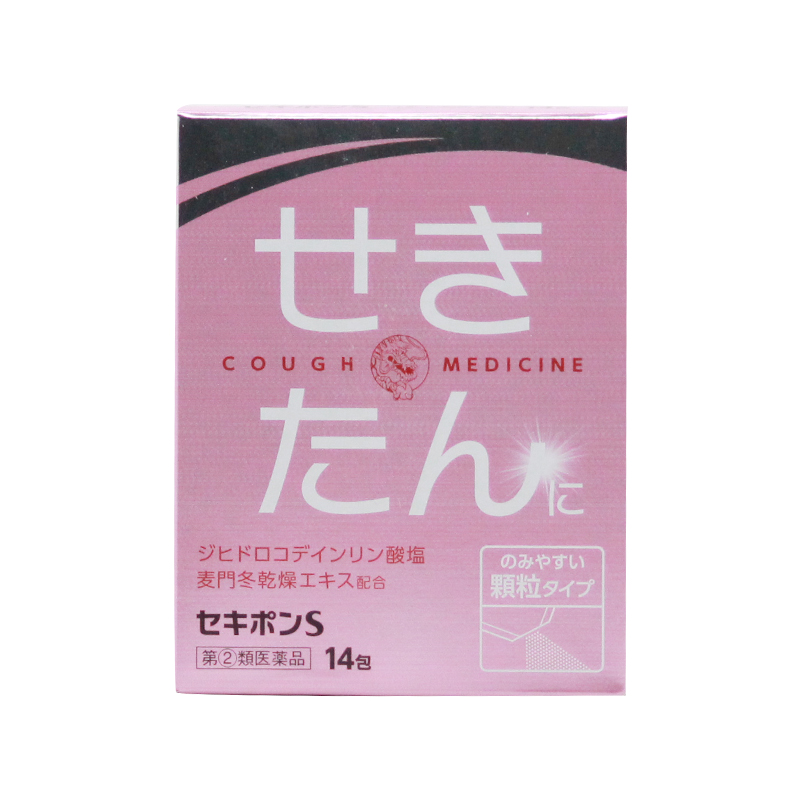 せき
COUGH MEDICINE
たんに
ジヒドロコデインリン酸塩
麦門冬乾燥エキス配合
セキポンS
指②類医薬品 14包
のみやすい
顆粒タイプ